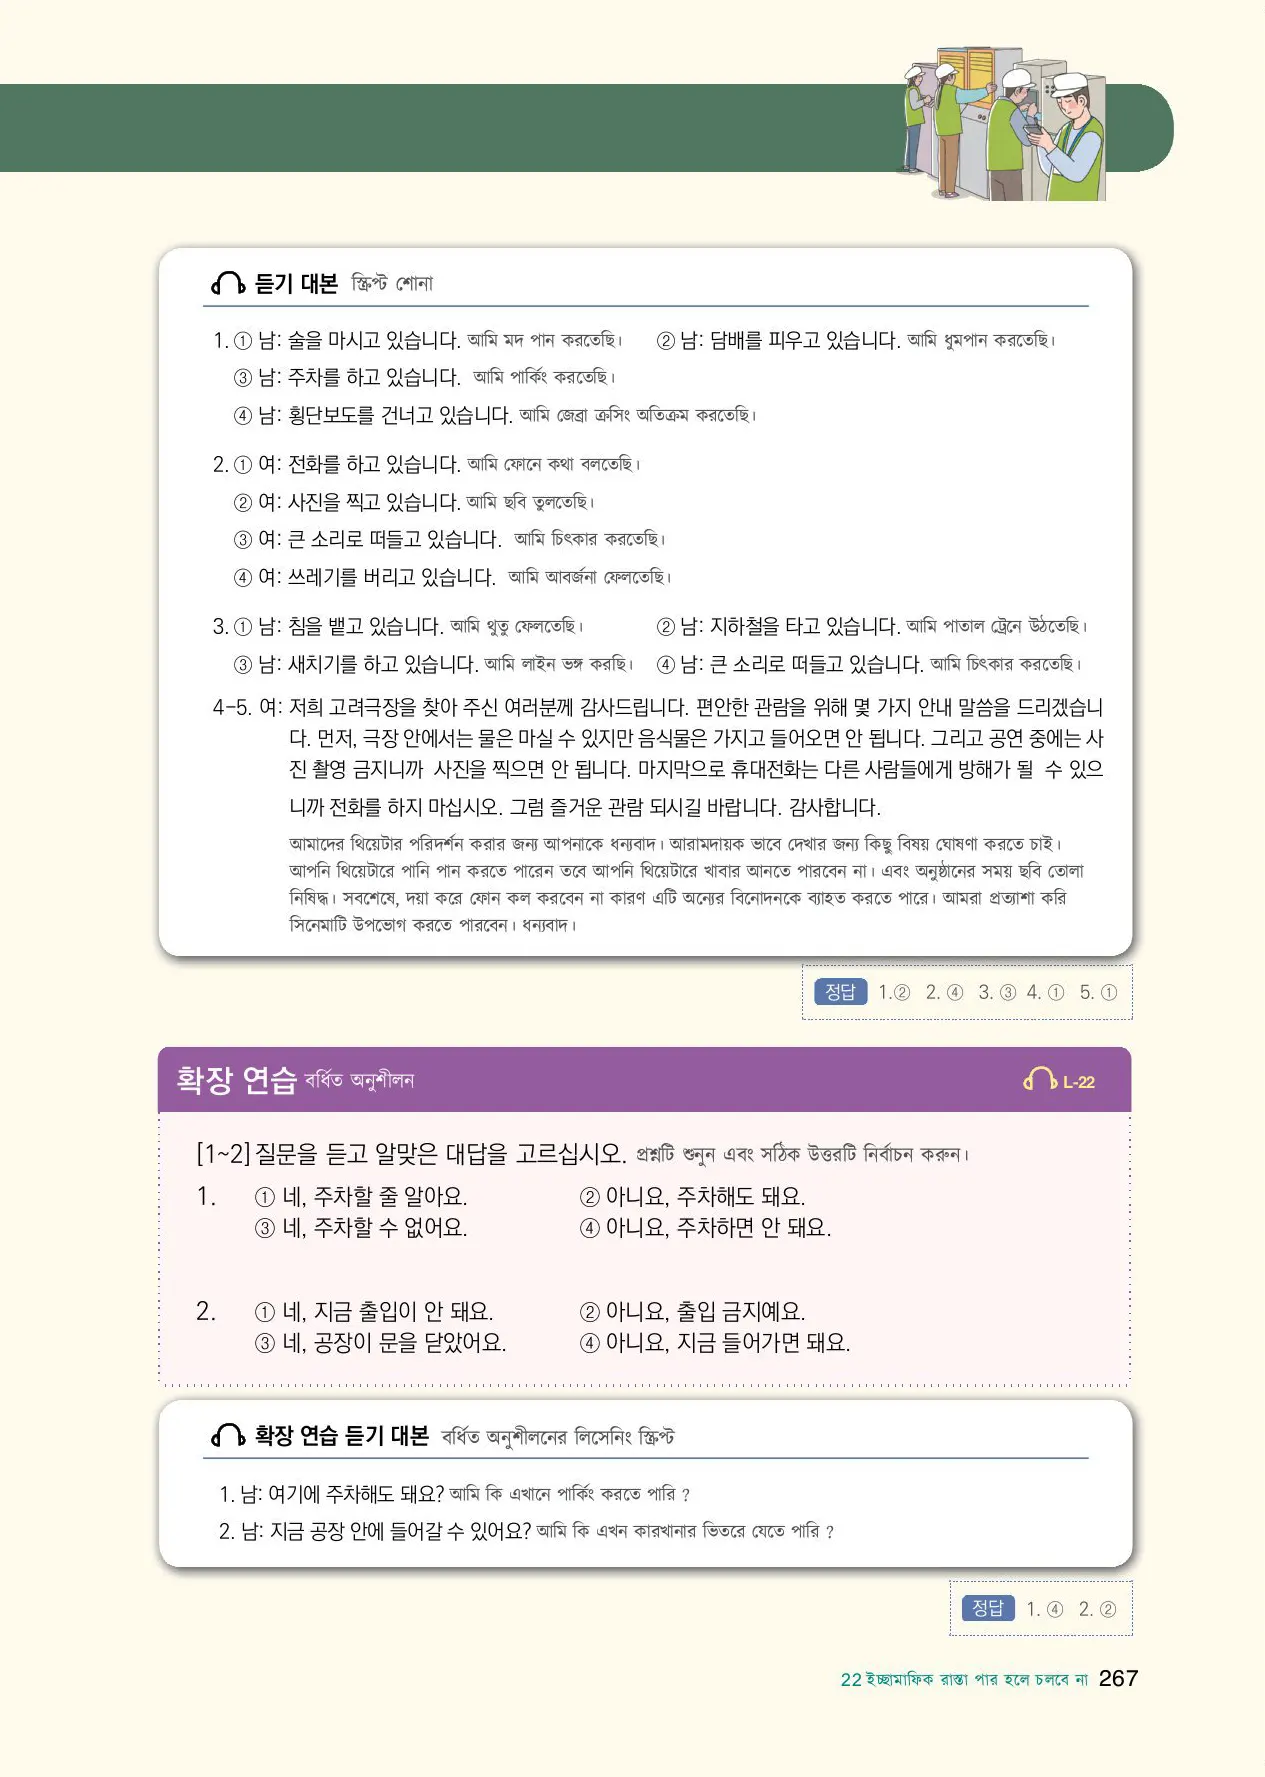 듣기 대본 স্ক্রিপ্ট শোনা
1. ① 남: 술을 마시고 있습니다. আমি মদ পান করতেছি। ② 남: 담배를 피우고 있습니다. আমি ধুমপান করতেছি।
③ 남: 주차를 하고 있습니다. আমি পার্কিং করতেছি।
④ 남: 횡단보도를 건너고 있습니다. আমি জেব্রা ক্রসিং অতিক্রম করতেছি।
2. ① 여: 전화를 하고 있습니다. আমি ফোনে কথা বলতেছি।
② 여: 사진을 찍고 있습니다. আমি ছবি তুলতেছি।
③ 여: 큰 소리로 떠들고 있습니다. আমি চিৎকার করতেছি।
④ 여: 쓰레기를 버리고 있습니다. আমি আবর্জনা ফেলতেছি।
3. ① 남: 침을 뱉고 있습니다. আমি থুতু ফেলতেছি। ② 남: 지하철을 타고 있습니다. আমি পাতাল ট্রেনে উঠতেছি।
③ 남: 새치기를 하고 있습니다. আমি লাইন ভঙ্গ করছি। ④ 남: 큰 소리로 떠들고 있습니다. আমি চিৎকার করতেছি।
4-5. 여: 저희 고려극장을 찾아 주신 여러분께 감사드립니다. 편안한 관람을 위해 몇 가지 안내 말씀을 드리겠습니
다. 먼저, 극장 안에서는 물은 마실 수 있지만 음식물은 가지고 들어오면 안 됩니다. 그리고 공연 중에는 사
진 촬영 금지니까 사진을 찍으면 안 됩니다. 마지막으로 휴대전화는 다른 사람들에게 방해가 될 수 있으
니까 전화를 하지 마십시오. 그럼 즐거운 관람 되시길 바랍니다. 감사합니다.
আমাদের থিয়েটার পরিদর্শন করার জন্য আপনাকে ধন্যবাদ। আরামদায়ক ভাবে দেখার জন্য কিছু বিষয় ঘোষণা করতে চাই।
আপনি থিয়েটারে পানি পান করতে পারেন তবে আপনি থিয়েটারে খাবার আনতে পারবেন না। এবং অনুষ্ঠানের সময় ছবি তোলা
নিষিদ্ধ। সবশেষে, দয়া করে ফোন কল করবেন না কারণ এটি অন্যের বিনোদনকে ব্যাহত করতে পারে। আমরা প্রত্যাশা করি
সিনেমাটি উপভোগ করতে পারবেন। ধন্যবাদ।
정답 1.② 2. ④ 3. ③ 4. ① 5. ①
확장 연습 বর্ধিত অনুশীলন L-22
[1~2] 질문을 듣고 알맞은 대답을 고르십시오. প্রশ্নটি শুনুন এবং সঠিক উত্তরটি নির্বাচন করুন।
1. ① 네, 주차할 줄 알아요. ② 아니요, 주차해도 돼요.
③ 네, 주차할 수 없어요. ④ 아니요, 주차하면 안 돼요.
2. ① 네, 지금 출입이 안 돼요. ② 아니요, 출입 금지예요.
③ 네, 공장이 문을 닫았어요. ④ 아니요, 지금 들어가면 돼요.
확장 연습 듣기 대본 বর্ধিত অনুশীলনের লিসেনিং স্ক্রিপ্ট
1. 남: 여기에 주차해도 돼요? আমি কি এখানে পার্কিং করতে পারি ?
2. 남: 지금 공장 안에 들어갈 수 있어요? আমি কি এখন কারখানার ভিতরে যেতে পারি ?
정답 1. ④ 2. ②
22 ইচ্ছামাফিক রাস্তা পার হলে চলবে না 267